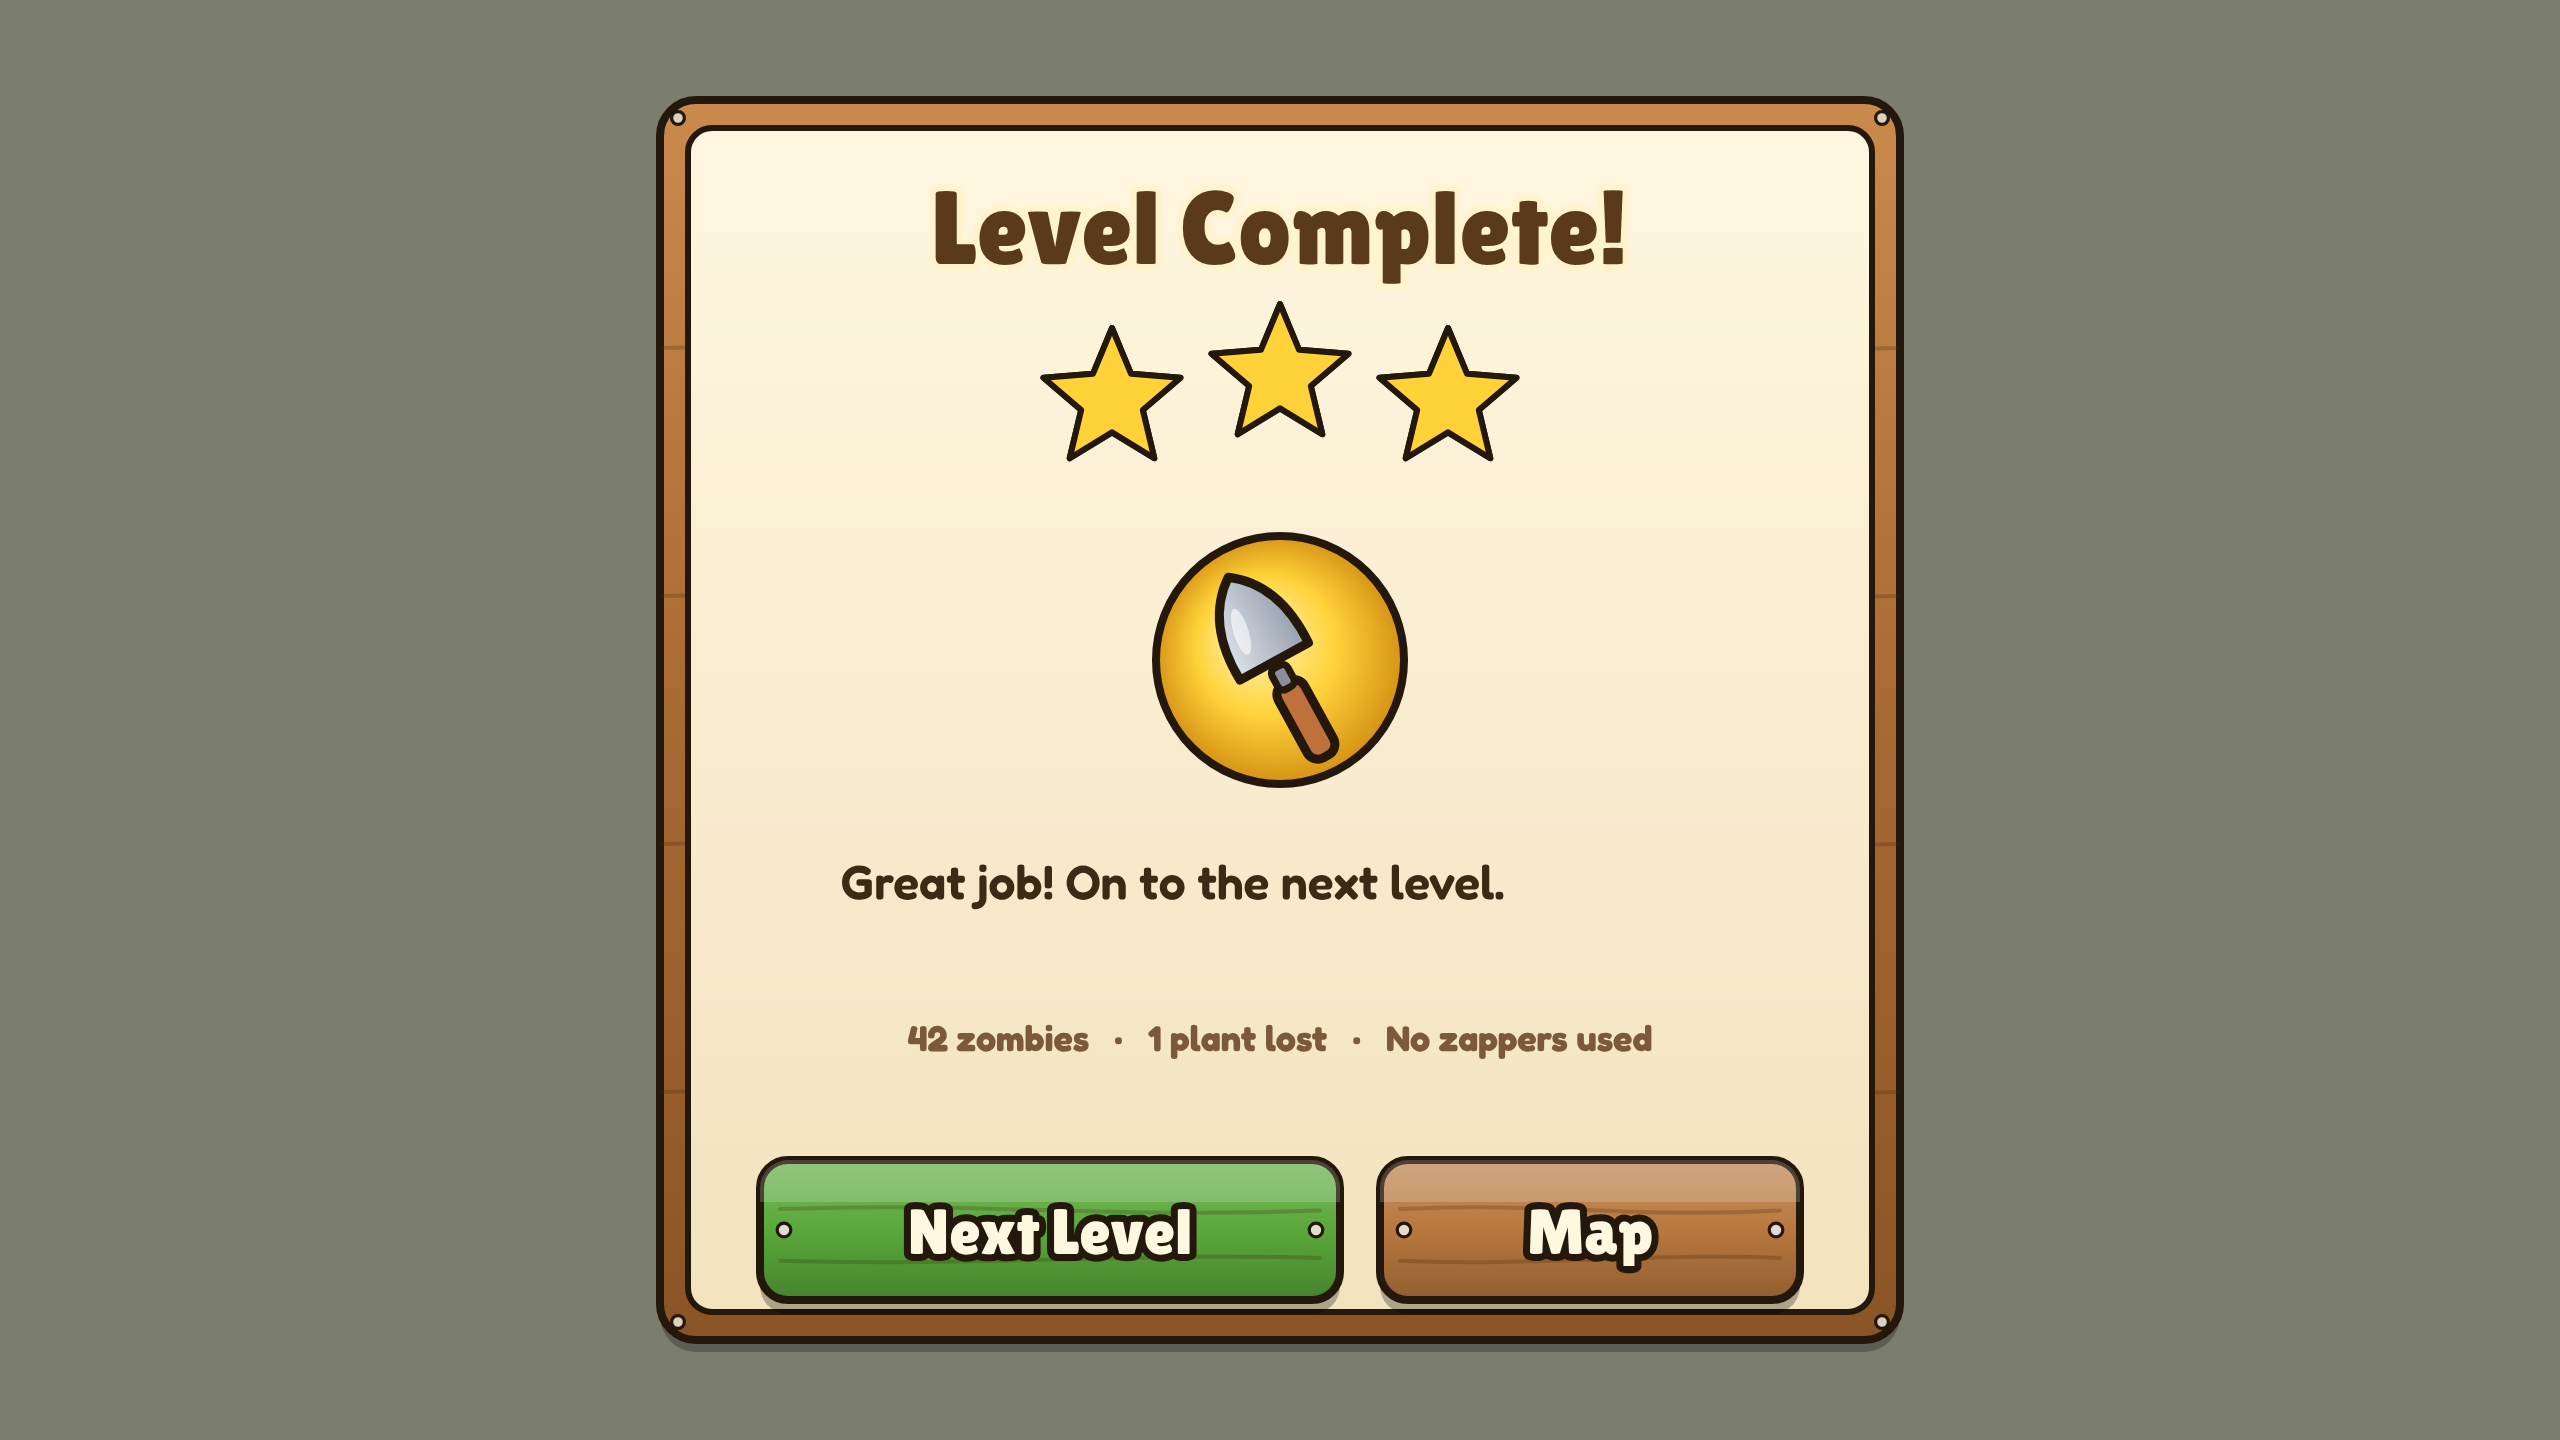 Level Complete!
Great job! On to the next level.
42 zombies · 1 plant lost · No zappers used
Next Level
Map